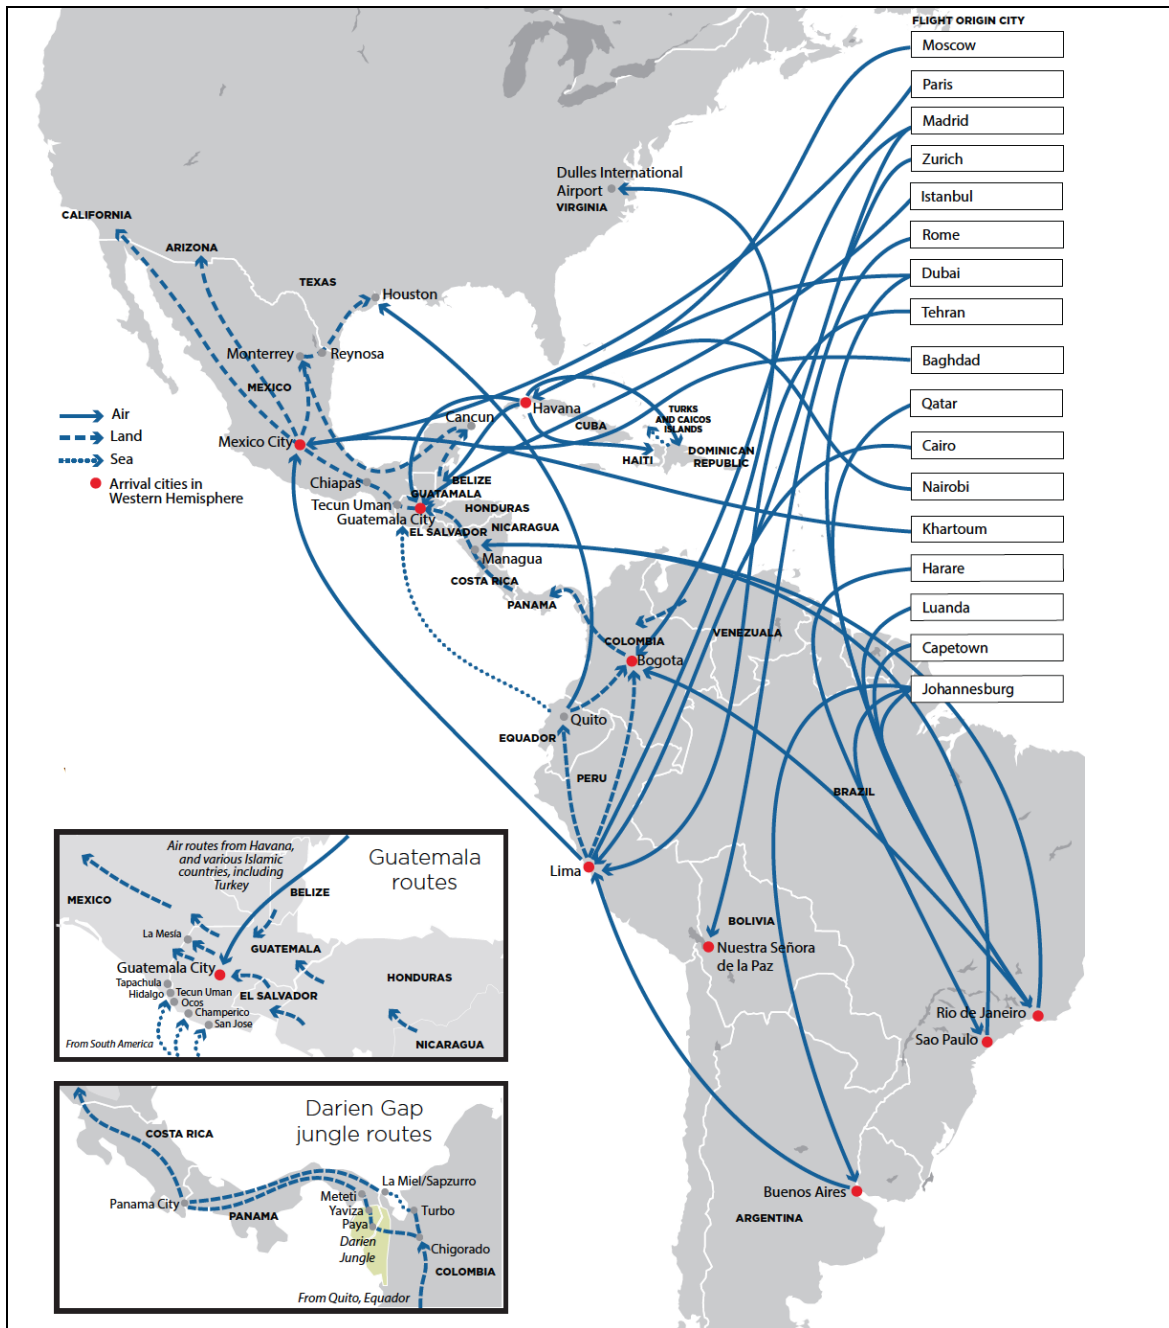 FLIGHT ORIGIN CITY
Moscow
Paris
Madrid
Zurich
Istanbul
Rome
Dubai
Tehran
Baghdad
Qatar
Cairo
Nairobi
Khartoum
Harare
Luanda
Capetown
Johannesburg
Dulles International
Airport
VIRGINIA
CALIFORNIA
ARIZONA
TEXAS
Houston
Monterrey
Reynosa
MEXICO
Air
Land
Sea
Arrival cities in
Western Hemisphere
Mexico City
Cancun
Havana
CUBA
TURKS
AND CAICOS
ISLANDS
HAITI
DOMINICAN
REPUBLIC
Chiapas
BELIZE
GUATAMALA
Tecun Uman
HONDURAS
Guatemala City
NICARAGUA
EL SALVADOR
Managua
COSTA RICA
PANAMA
COLOMBIA
VENEZUALA
Bogota
Quito
EQUADOR
PERU
BRAZIL
Lima
BOLIVIA
Nuestra Señora
de la Paz
Rio de Janeiro
Sao Paulo
Buenos Aires
ARGENTINA
Guatemala
routes
Air routes from Havana,
and various Islamic
countries, including
Turkey
MEXICO
BELIZE
La Mesía
GUATEMALA
Guatemala City
HONDURAS
Tapachula
Hidalgo
Tecun Uman
EL SALVADOR
Ocos
Champerico
San Jose
From South America
NICARAGUA
Darien Gap
jungle routes
COSTA RICA
La Miel/Sapzurro
Panama City
Meteti
PANAMA
Yaviza
Turbo
Paya
Darien
Jungle
Chigorado
COLOMBIA
From Quito, Equador